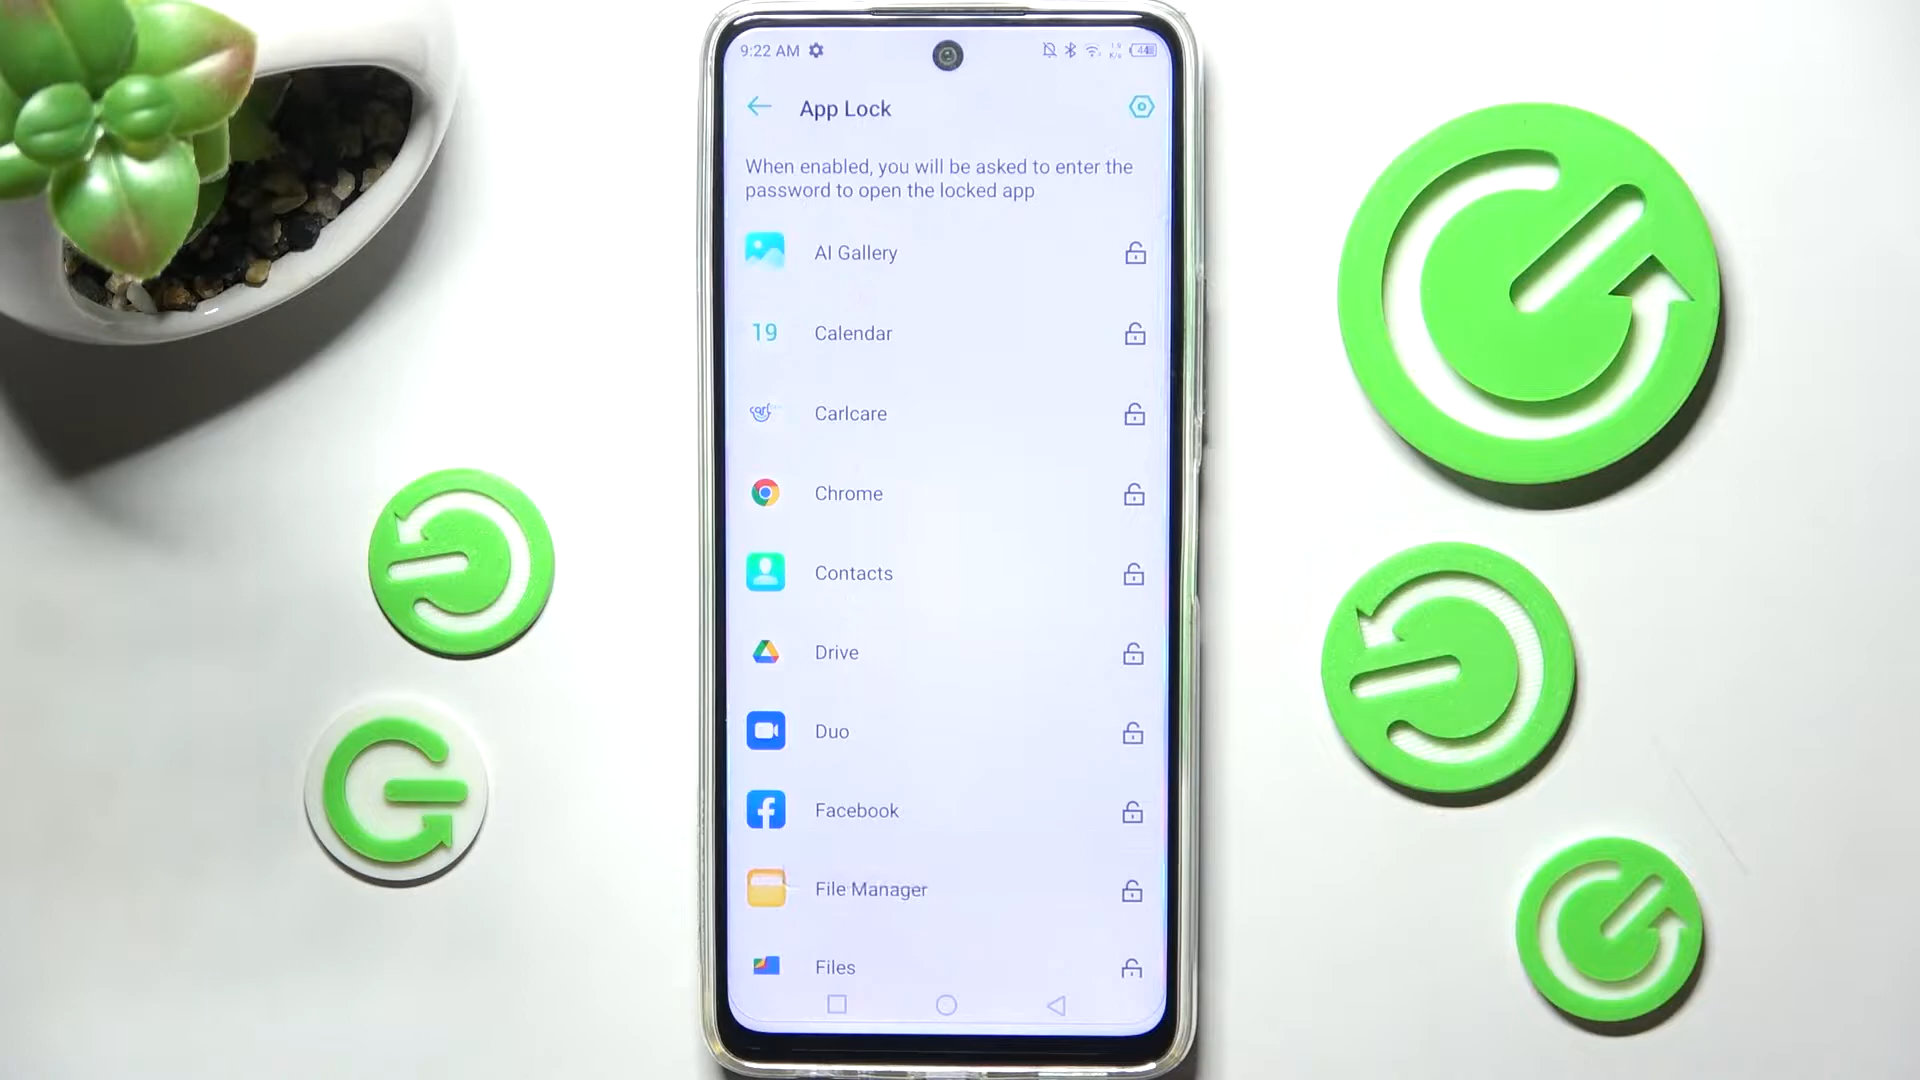 9:22 AM
App Lock
When enabled, you will be asked to enter the
password to open the locked app
AI Gallery
19 Calendar
Carlcare
Chrome
Contacts
Drive
Duo
Facebook
File Manager
Files